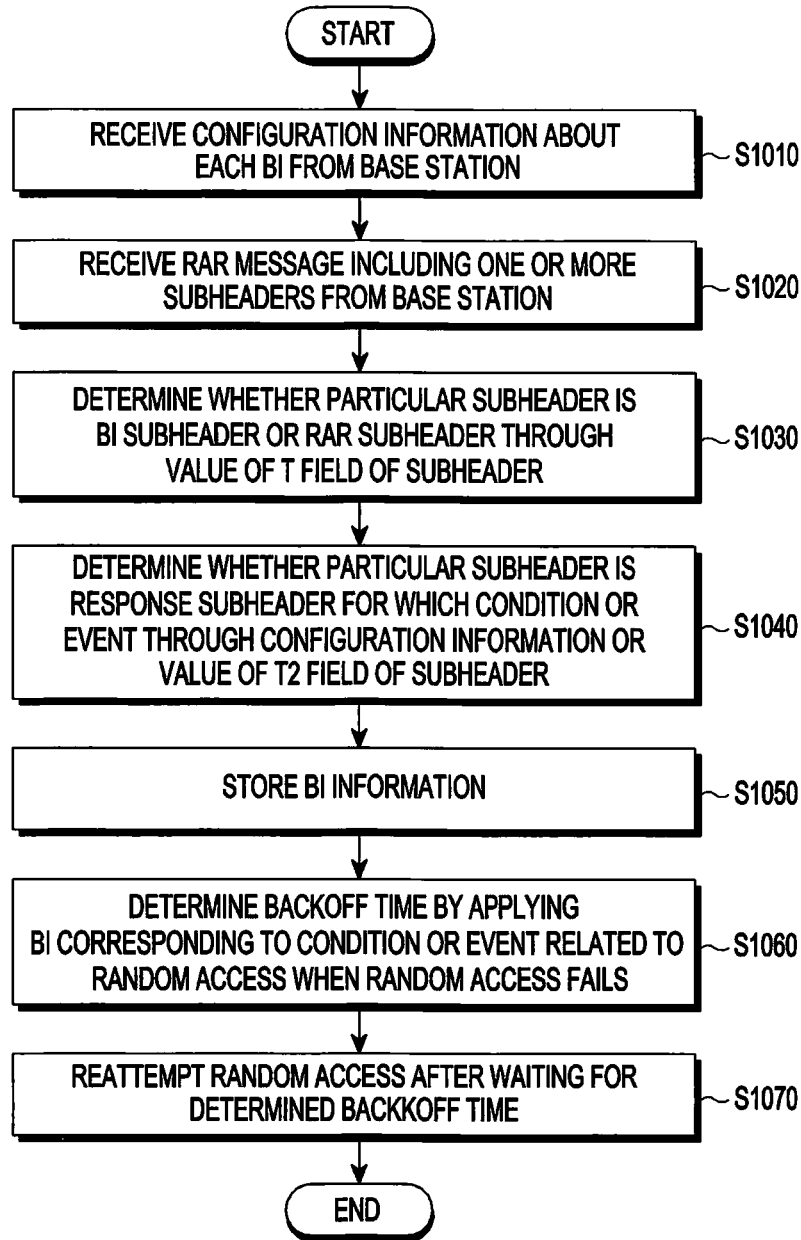 START
RECEIVE CONFIGURATION INFORMATION ABOUT
EACH BI FROM BASE STATION
S1010
RECEIVE RAR MESSAGE INCLUDING ONE OR MORE
SUBHEADERS FROM BASE STATION
S1020
DETERMINE WHETHER PARTICULAR SUBHEADER IS
BI SUBHEADER OR RAR SUBHEADER THROUGH
VALUE OF T FIELD OF SUBHEADER
S1030
DETERMINE WHETHER PARTICULAR SUBHEADER IS
RESPONSE SUBHEADER FOR WHICH CONDITION OR
EVENT THROUGH CONFIGURATION INFORMATION OR
VALUE OF T2 FIELD OF SUBHEADER
S1040
STORE BI INFORMATION
S1050
DETERMINE BACKOFF TIME BY APPLYING
BI CORRESPONDING TO CONDITION OR EVENT RELATED TO
RANDOM ACCESS WHEN RANDOM ACCESS FAILS
S1060
REATTEMPT RANDOM ACCESS AFTER WAITING FOR
DETERMINED BACKKOFF TIME
S1070
END